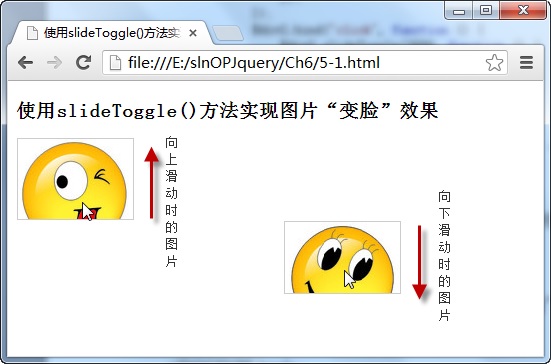 使用slideToggle()方法实
file:///E:/slnOPJquery/Ch6/5-1.html
使用slideToggle()方法实现图片“变脸”效果
向上滑动时的图片
向下滑动时的图片